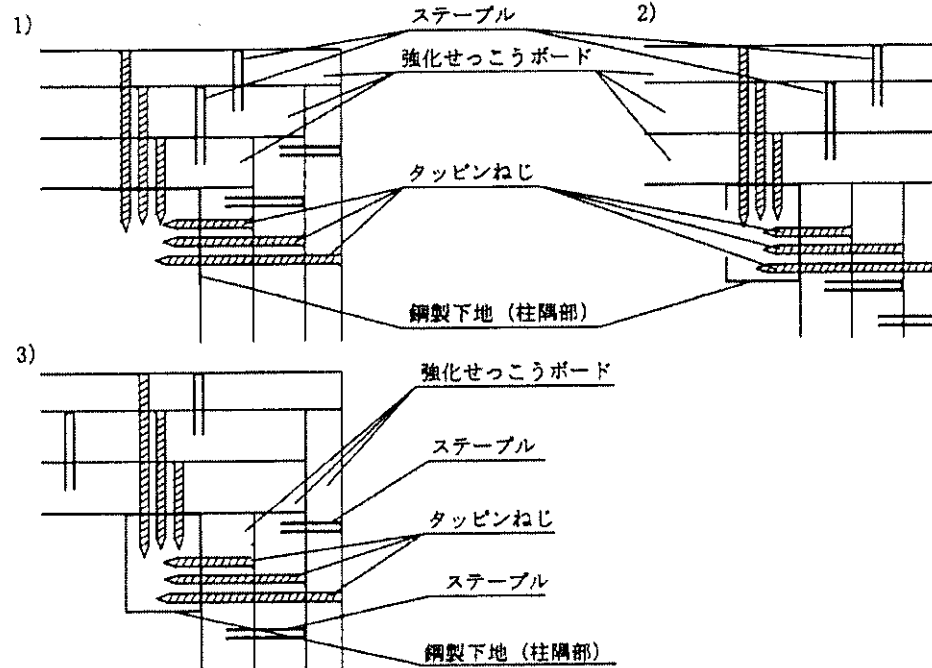 1)
ステープル
2)
強化せっこうボード
タッピンねじ
鋼製下地（柱隅部）
3)
強化せっこうボード
ステープル
タッピンねじ
ステープル
鋼製下地（柱隅部）